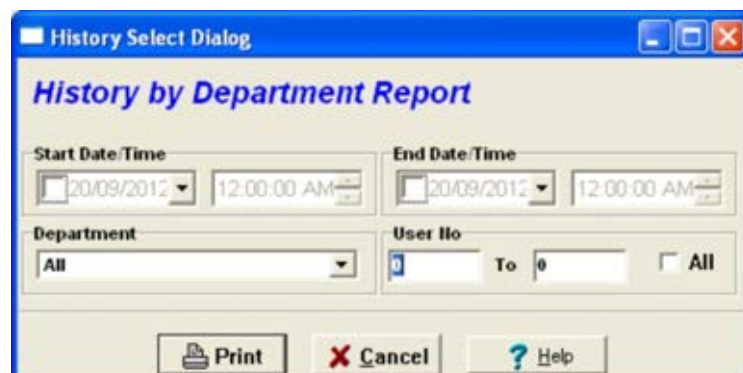 History Select Dialog
History by Department Report
Start Date/Time
End Date/Time
20/09/2012 12:00:00 AM
20/09/2012 12:00:00 AM
Department
User No
All
0 To 0 All
Print Cancel Help